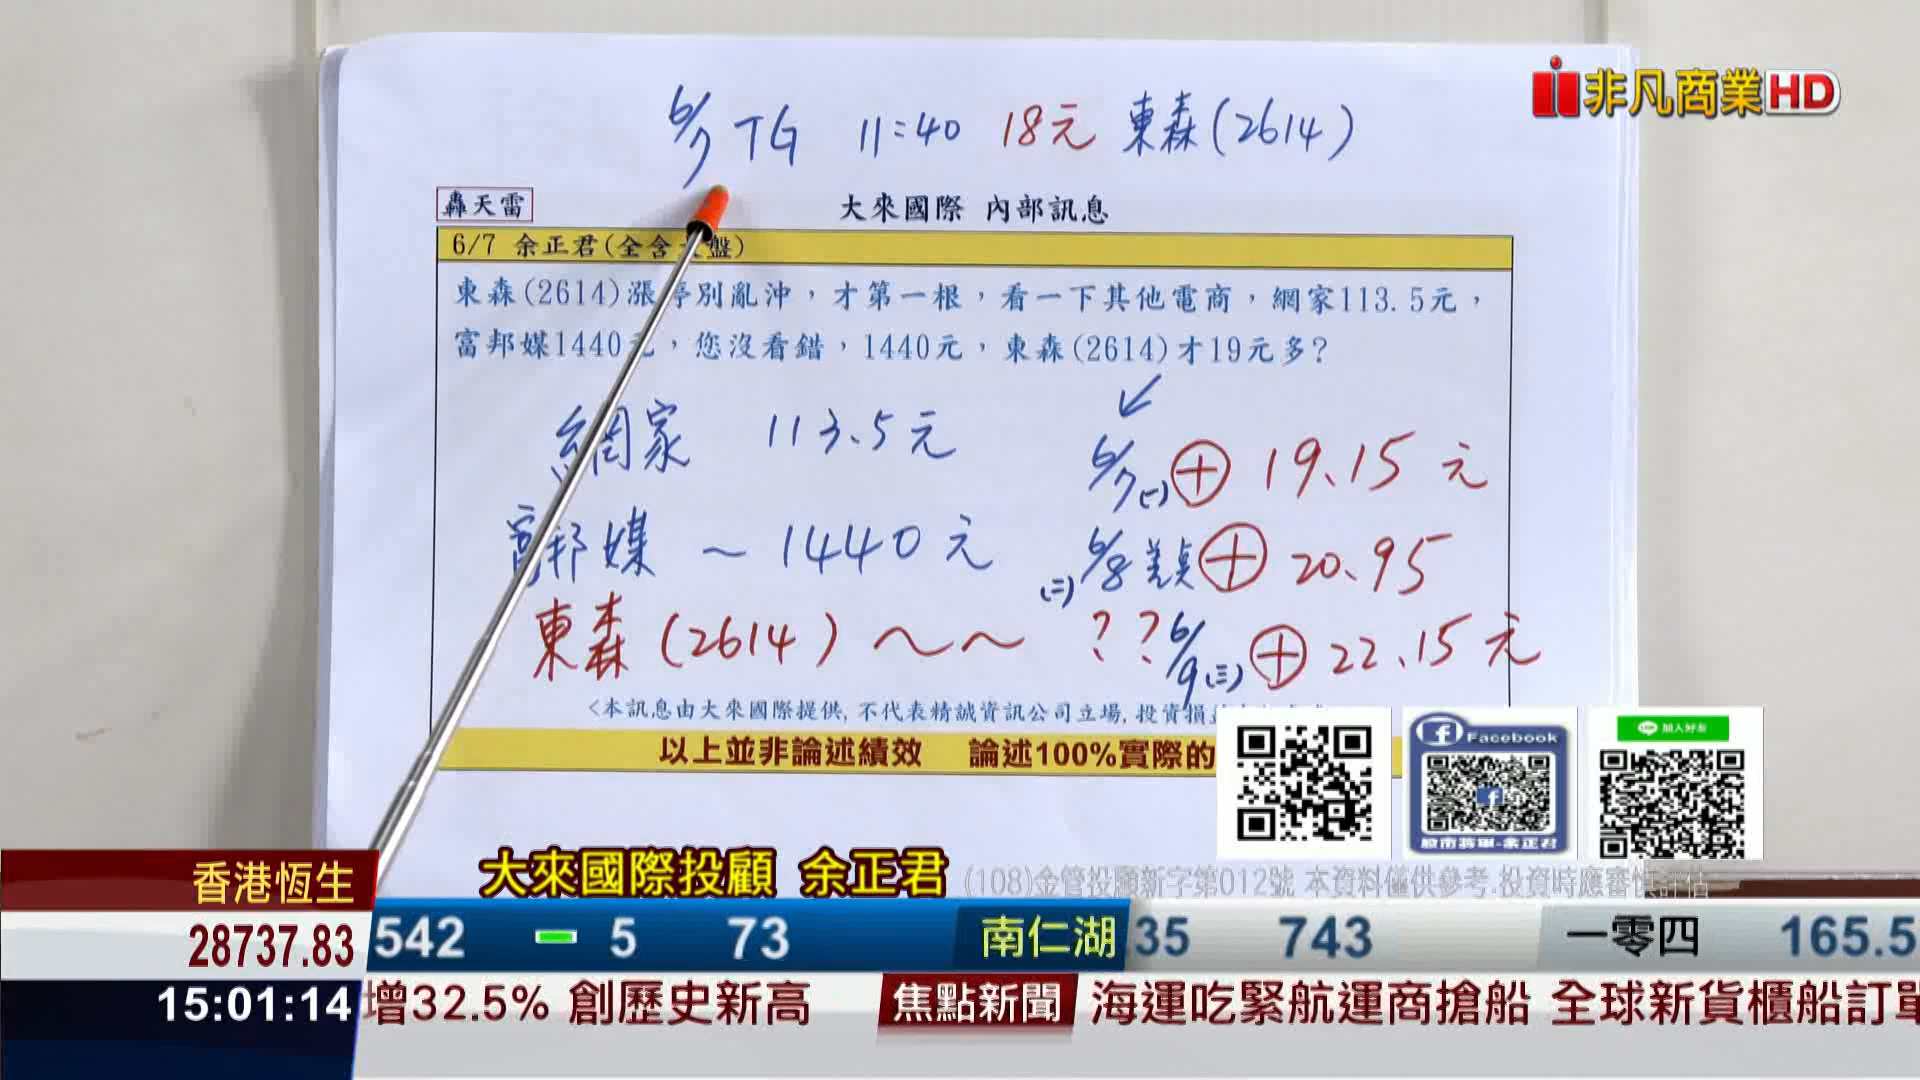 非凡商業HD
6/7 TG 11:40 18元 東森(2614)
轟天雷
大來國際 內部訊息
6/7 余正君(全含 盤)
東森(2614)漲停別亂沖，才第一根，看一下其他電商，網家113.5元，
富邦媒1440元，您沒看錯，1440元，東森(2614)才19元多?
網家 113.5元
6/7(一) ⊕ 19.15元
富邦媒 ~ 1440元
6/8(二) ⊕ 20.95
東森(2614) ~~ ??
6/9(三) ⊕ 22.15元
<本訊息由大來國際提供,不代表精誠資訊公司立場,投資損
以上並非論述績效 論述100%實際的
Facebook
股市將軍-余正君
加入好友
大來國際投顧 余正君
(108)金管投顧新字第012號 本資料僅供參考.投資時應審慎評估
香港恆生
28737.83
542 5 73 南仁湖 35 743 一零四 165.5
15:01:14
增32.5% 創歷史新高 焦點新聞 海運吃緊航運商搶船 全球新貨櫃船訂單